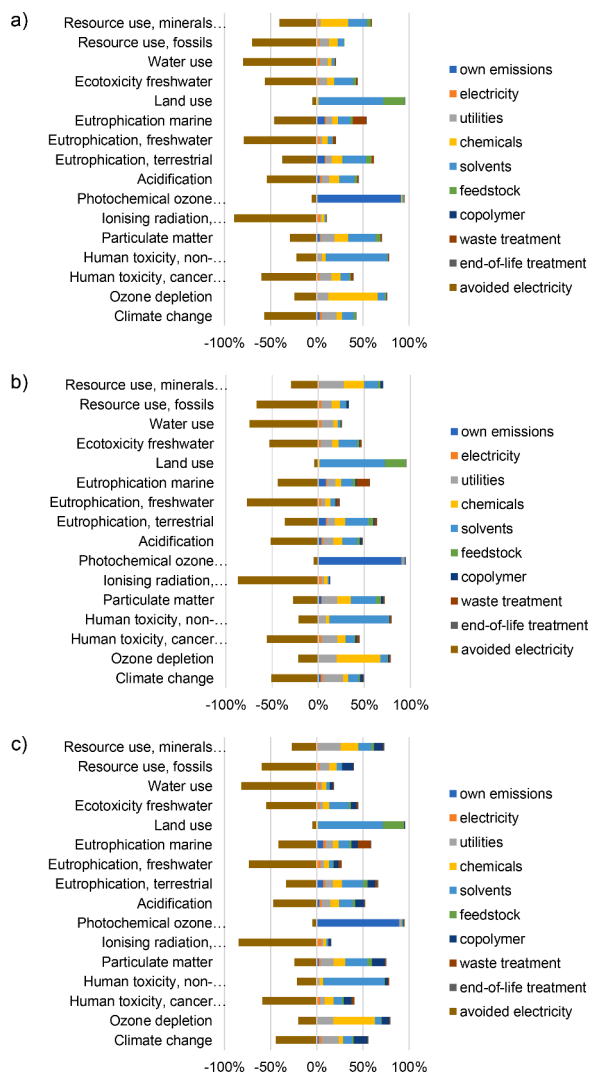 a)
Resource use, minerals…
Resource use, fossils
Water use
Ecotoxicity freshwater
Land use
Eutrophication marine
Eutrophication, freshwater
Eutrophication, terrestrial
Acidification
Photochemical ozone…
Ionising radiation,…
Particulate matter
Human toxicity, non-…
Human toxicity, cancer…
Ozone depletion
Climate change
-100% -50% 0% 50% 100%
own emissions
electricity
utilities
chemicals
solvents
feedstock
copolymer
waste treatment
end-of-life treatment
avoided electricity
b)
Resource use, minerals…
Resource use, fossils
Water use
Ecotoxicity freshwater
Land use
Eutrophication marine
Eutrophication, freshwater
Eutrophication, terrestrial
Acidification
Photochemical ozone…
Ionising radiation,…
Particulate matter
Human toxicity, non-…
Human toxicity, cancer…
Ozone depletion
Climate change
-100% -50% 0% 50% 100%
own emissions
electricity
utilities
chemicals
solvents
feedstock
copolymer
waste treatment
end-of-life treatment
avoided electricity
c)
Resource use, minerals…
Resource use, fossils
Water use
Ecotoxicity freshwater
Land use
Eutrophication marine
Eutrophication, freshwater
Eutrophication, terrestrial
Acidification
Photochemical ozone…
Ionising radiation,…
Particulate matter
Human toxicity, non-…
Human toxicity, cancer…
Ozone depletion
Climate change
-100% -50% 0% 50% 100%
own emissions
electricity
utilities
chemicals
solvents
feedstock
copolymer
waste treatment
end-of-life treatment
avoided electricity